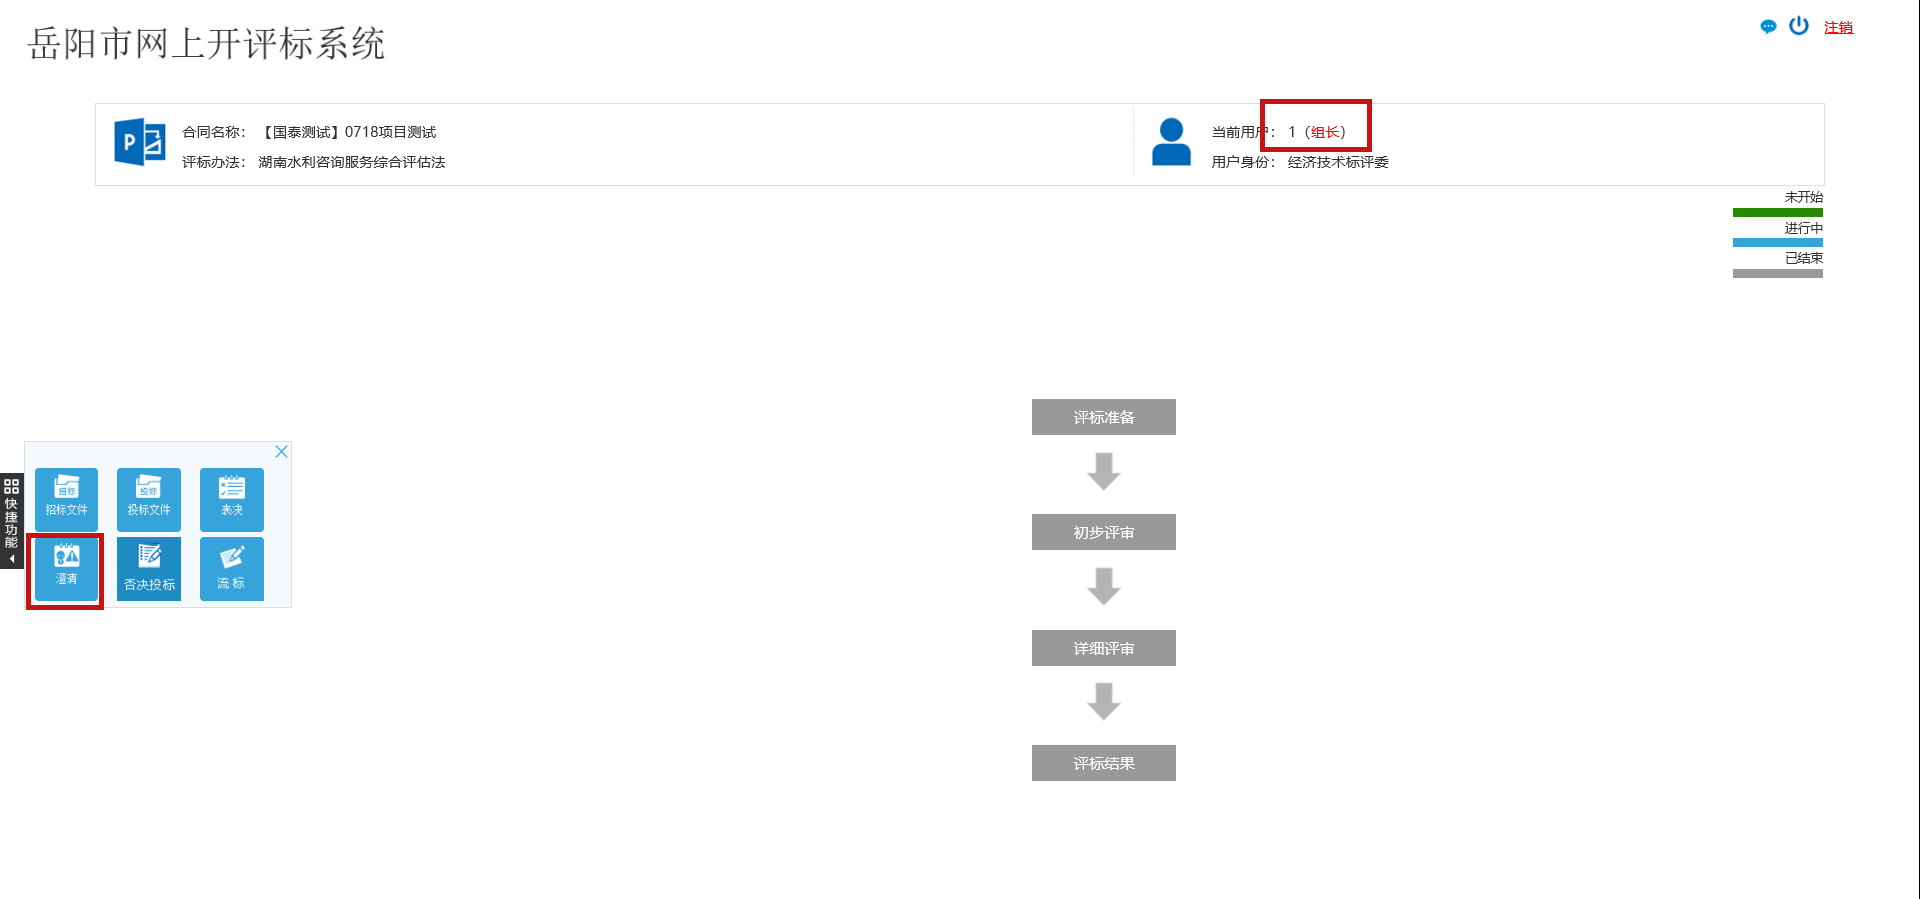 岳阳市网上开评标系统
注销
合同名称： 【国泰测试】0718项目测试
评标办法： 湖南水利咨询服务综合评估法
当前用户： 1（组长）
用户身份： 经济技术标评委
未开始
进行中
已结束
评标准备
初步评审
详细评审
评标结果
快捷功能
招标
招标文件
投标
投标文件
表决
澄清
否决投标
流标